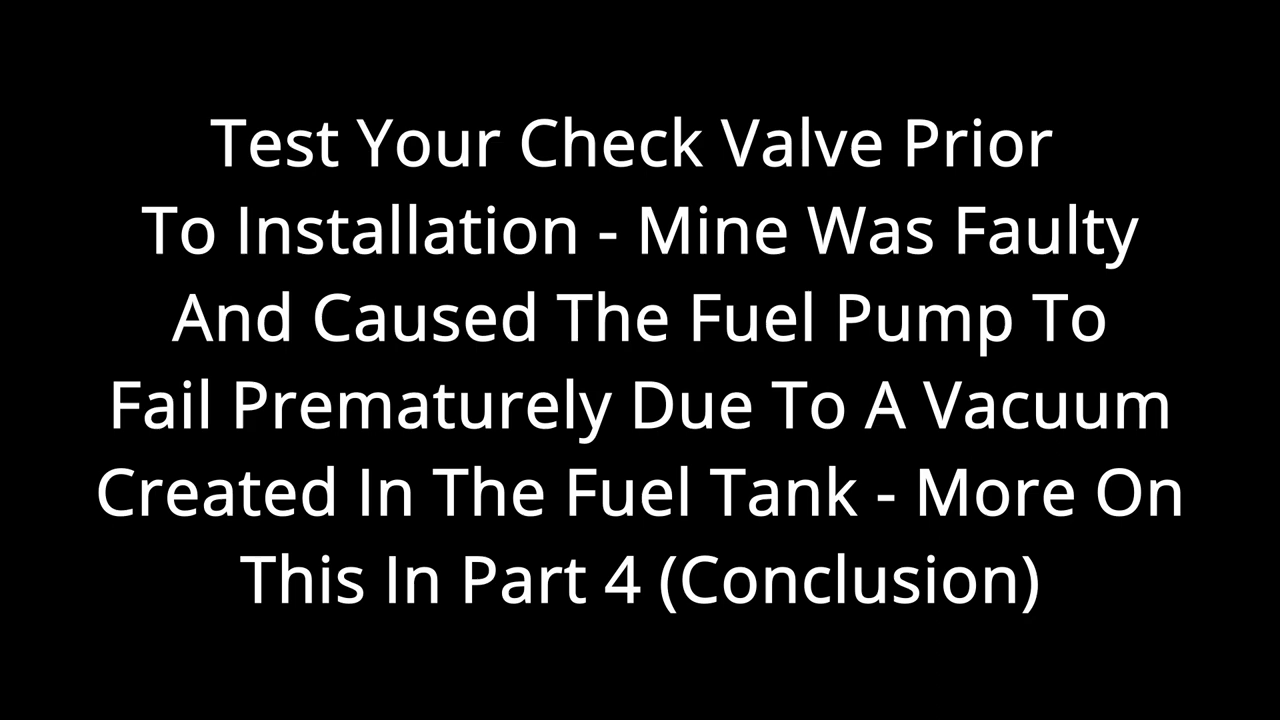 Test Your Check Valve Prior
To Installation - Mine Was Faulty
And Caused The Fuel Pump To
Fail Prematurely Due To A Vacuum
Created In The Fuel Tank - More On
This In Part 4 (Conclusion)